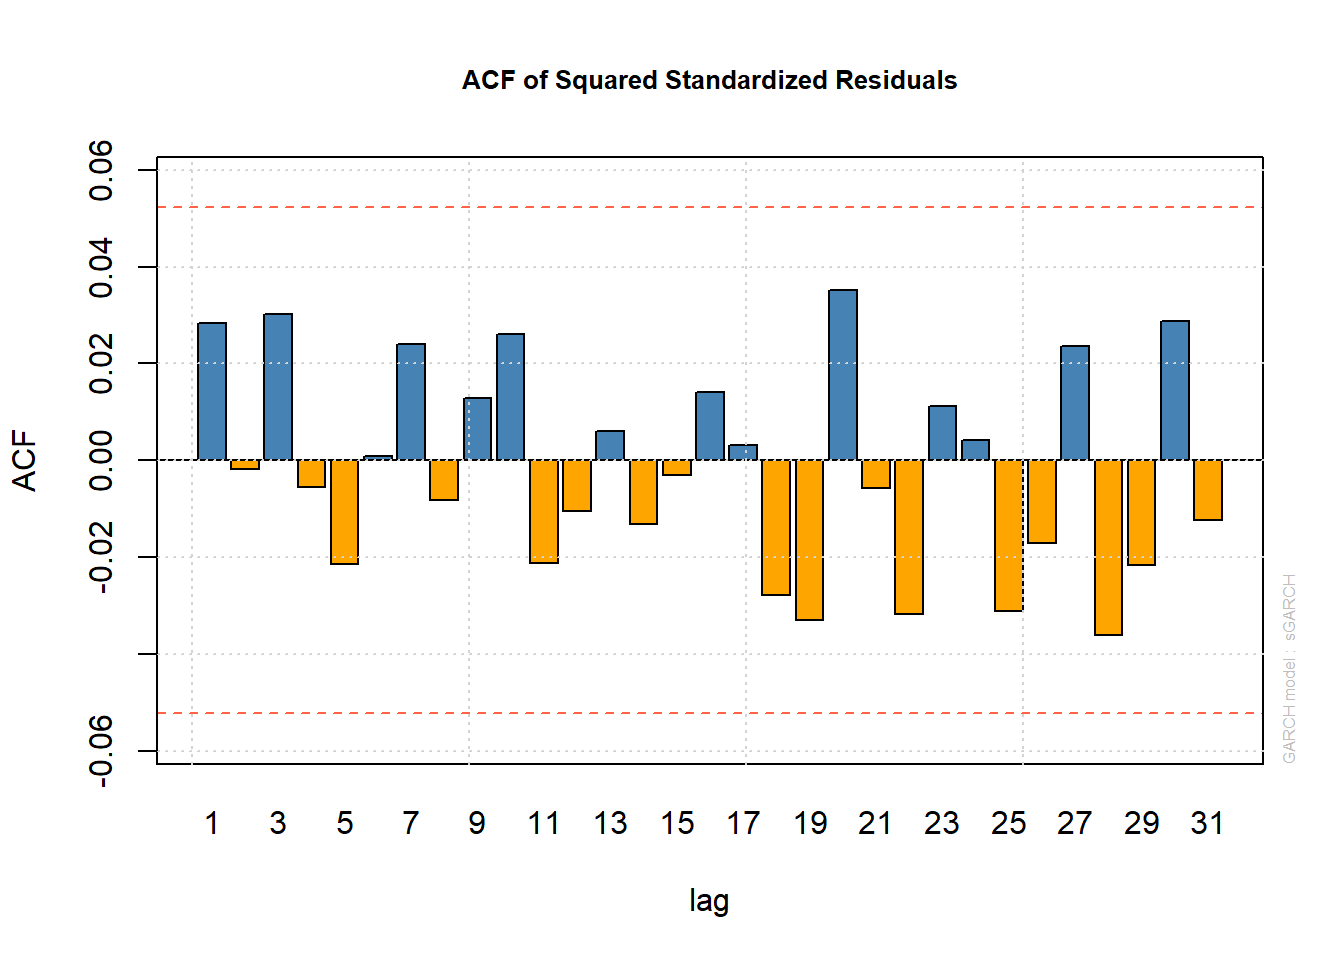 ACF of Squared Standardized Residuals
0.06
0.04
0.02
0.00
-0.02
-0.06
ACF
1 3 5 7 9 11 13 15 17 19 21 23 25 27 29 31
lag
GARCH model : sGARCH